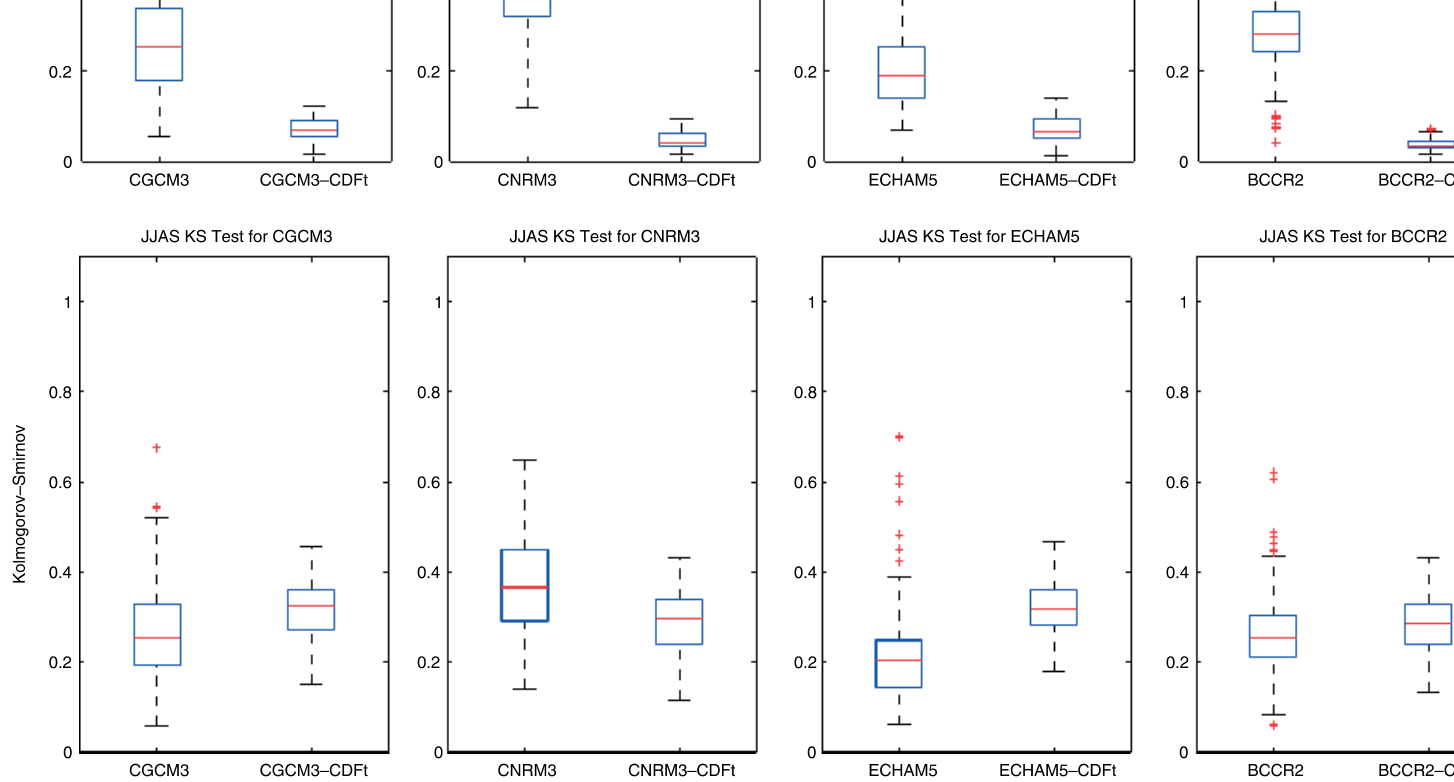 0.2 0.2 0.2 0.2
0 0 0 0
CGCM3 CGCM3–CDFt CNRM3 CNRM3–CDFt ECHAM5 ECHAM5–CDFt BCCR2 BCCR2–C
JJAS KS Test for CGCM3 JJAS KS Test for CNRM3 JJAS KS Test for ECHAM5 JJAS KS Test for BCCR2
1 1 1 1
0.8 0.8 0.8 0.8
Kolmogorov–Smirnov
0.6 0.6 0.6 0.6
0.4 0.4 0.4 0.4
0.2 0.2 0.2 0.2
0 0 0 0
CGCM3 CGCM3–CDFt CNRM3 CNRM3–CDFt ECHAM5 ECHAM5–CDFt BCCR2 BCCR2–C